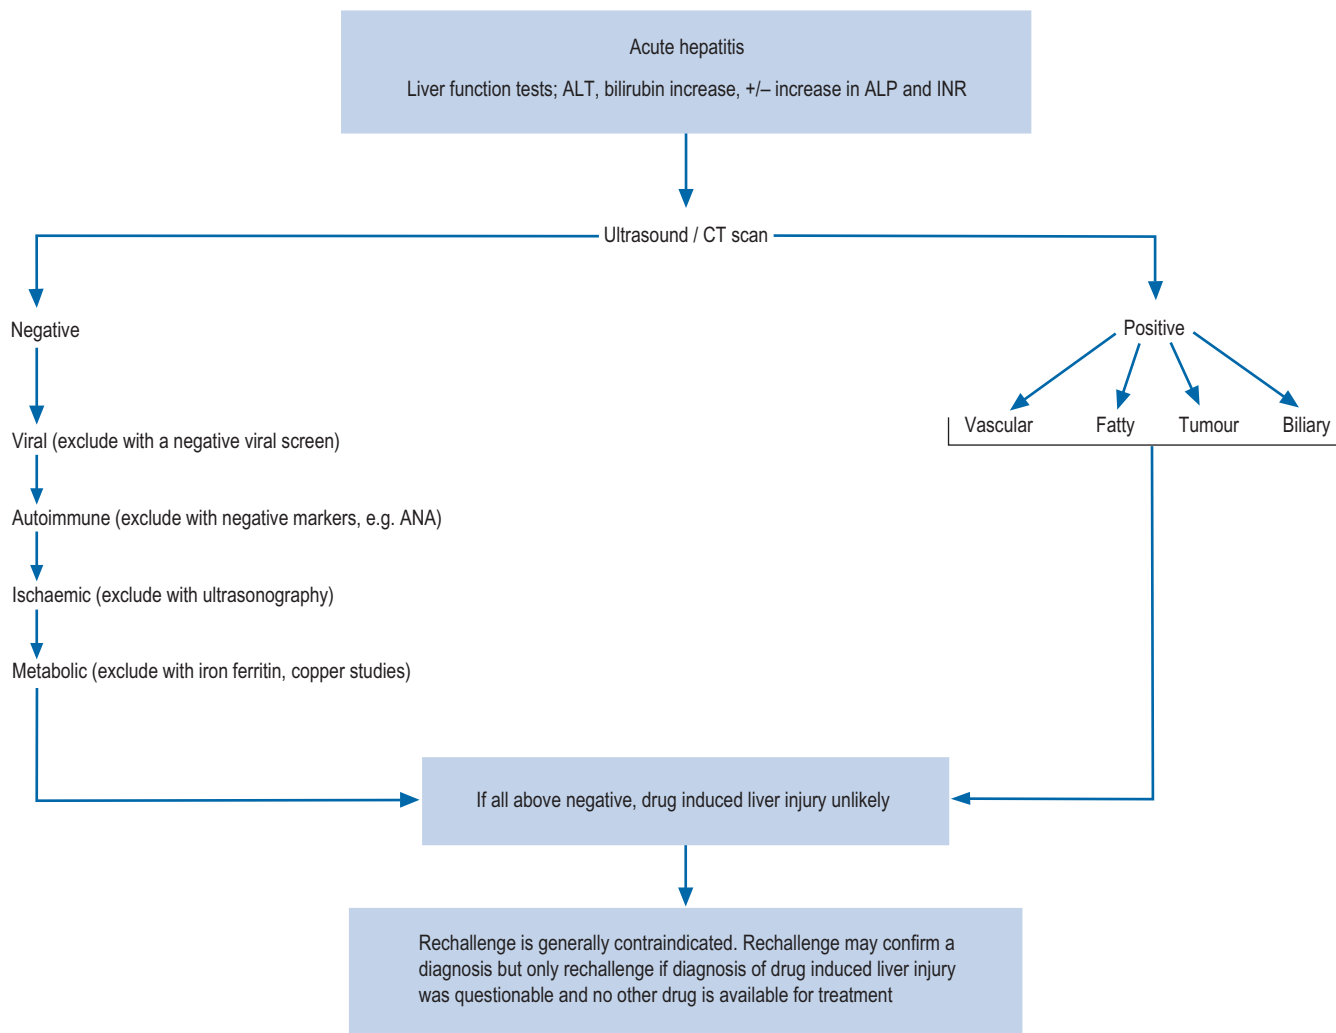 Acute hepatitis
Liver function tests; ALT, bilirubin increase, +/– increase in ALP and INR
Ultrasound / CT scan
Negative
Positive
Vascular
Fatty
Tumour
Biliary
Viral (exclude with a negative viral screen)
Autoimmune (exclude with negative markers, e.g. ANA)
Ischaemic (exclude with ultrasonography)
Metabolic (exclude with iron ferritin, copper studies)
If all above negative, drug induced liver injury unlikely
Rechallenge is generally contraindicated. Rechallenge may confirm a
diagnosis but only rechallenge if diagnosis of drug induced liver injury
was questionable and no other drug is available for treatment